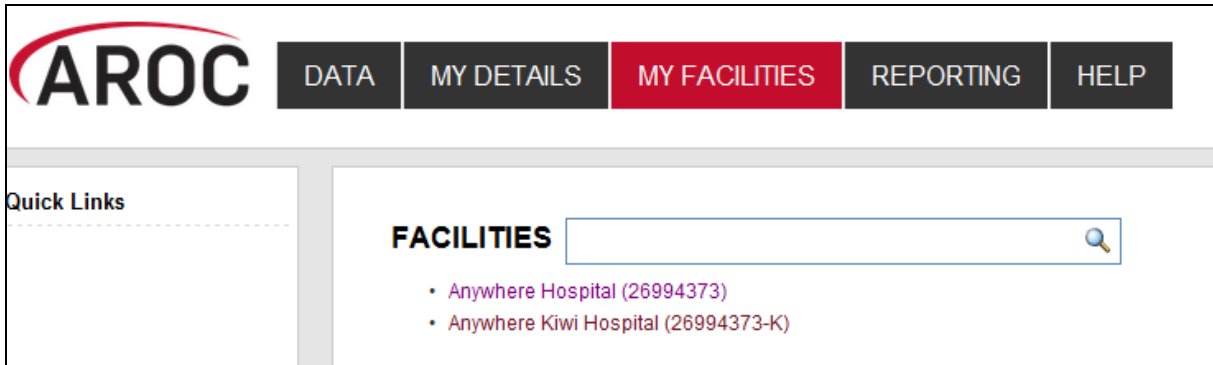 AROC DATA MY DETAILS MY FACILITIES REPORTING HELP
Quick Links
FACILITIES
• Anywhere Hospital (26994373)
• Anywhere Kiwi Hospital (26994373-K)